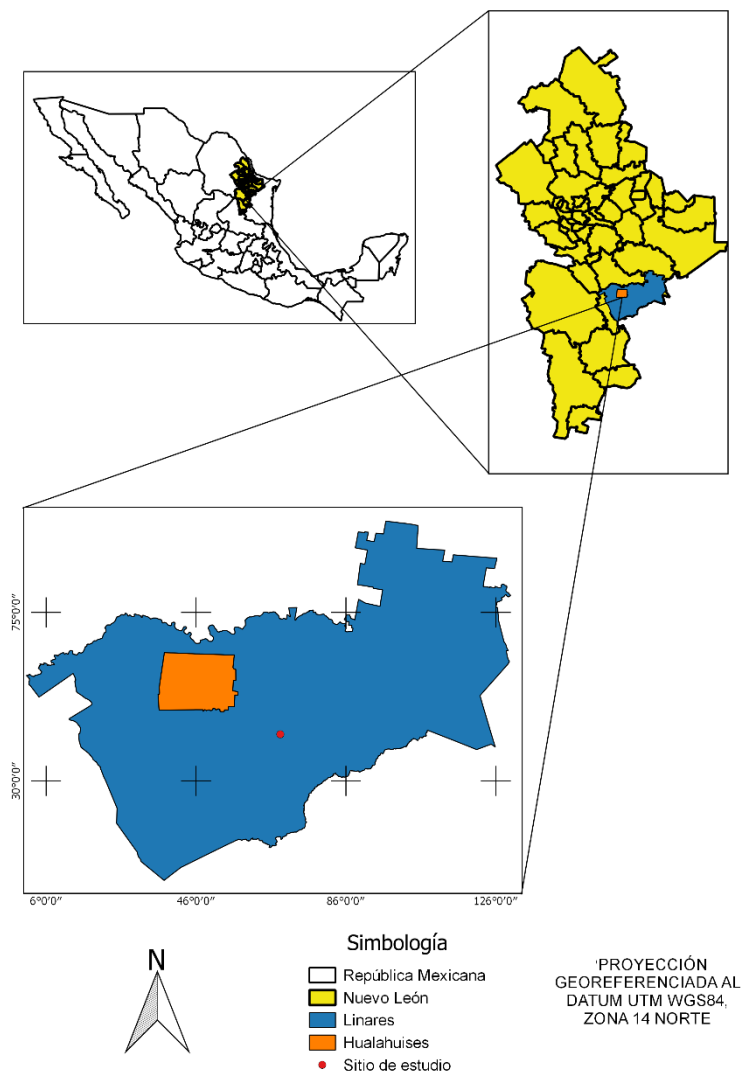 75°0'0"
30°0'0"
6°0'0"
46°0'0"
86°0'0"
126°0'0"
N
Simbología
República Mexicana
Nuevo León
Linares
Hualahuises
Sitio de estudio
'PROYECCIÓN
GEOREFERENCIADA AL
DATUM UTM WGS84,
ZONA 14 NORTE